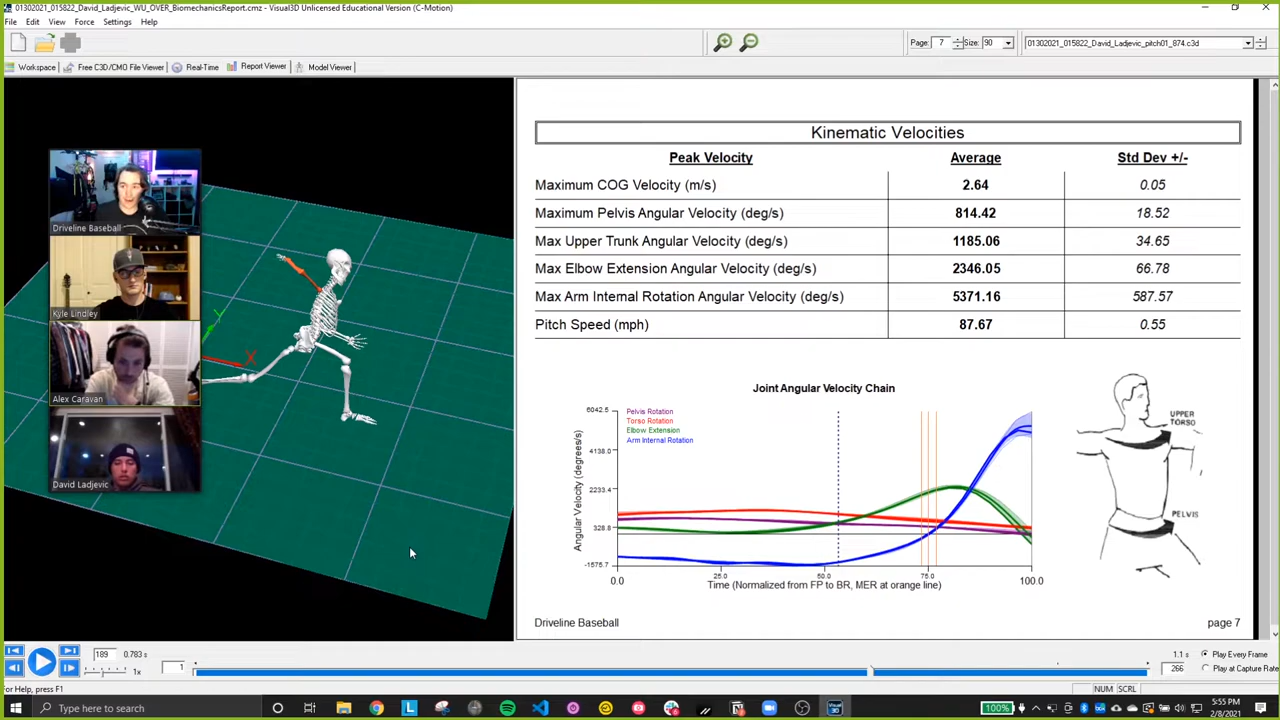 01302021_015822_David_Ladjevic_WU_OVER_BiomechanicsReport.cmz - Visual3D Unlicensed Educational Version (C-Motion)
File Edit View Force Settings Help
Page: 7 Size: 90 01302021_015822_David_Ladjevic_pitch01_874.c3d
Workspace Free C3D/CMO File Viewer Real-Time Report Viewer Model Viewer
Driveline Baseball
Kyle Lindley
Alex Caravan
David Ladjevic
Y
X
Kinematic Velocities
Peak Velocity Average Std Dev +/-
Maximum COG Velocity (m/s) 2.64 0.05
Maximum Pelvis Angular Velocity (deg/s) 814.42 18.52
Max Upper Trunk Angular Velocity (deg/s) 1185.06 34.65
Max Elbow Extension Angular Velocity (deg/s) 2346.05 66.78
Max Arm Internal Rotation Angular Velocity (deg/s) 5371.16 587.57
Pitch Speed (mph) 87.67 0.55
Joint Angular Velocity Chain
Pelvis Rotation
Torso Rotation
Elbow Extension
Arm Internal Rotation
Angular Velocity (degrees/s)
6042.5
4138.0
2233.4
328.8
-1575.7
0.0 25.0 50.0 75.0 100.0
Time (Normalized from FP to BR, MER at orange line)
UPPER
TORSO
PELVIS
Driveline Baseball page 7
189 0.783 s 1 1.1 s Play Every Frame
1x 266 Play at Capture Rate
For Help, press F1 NUM SCRL
Type here to search 100% 5:55 PM
2/8/2021